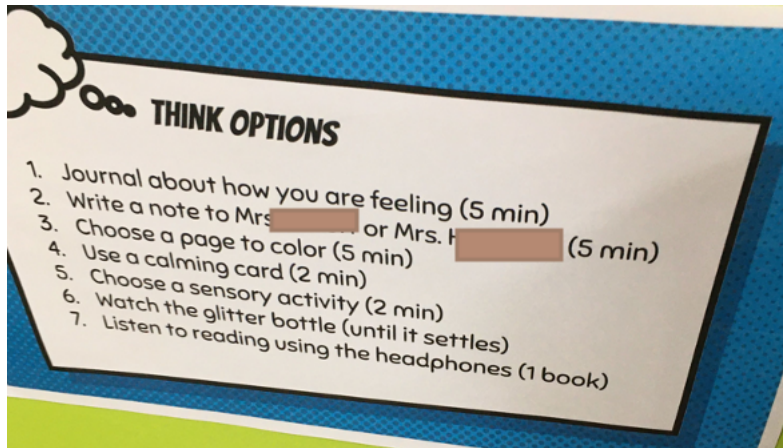 THINK OPTIONS
1. Journal about how you are feeling (5 min)
2. Write a note to Mrs or Mrs. H (5 min)
3. Choose a page to color (5 min)
4. Use a calming card (2 min)
5. Choose a sensory activity (2 min)
6. Watch the glitter bottle (until it settles)
7. Listen to reading using the headphones (1 book)